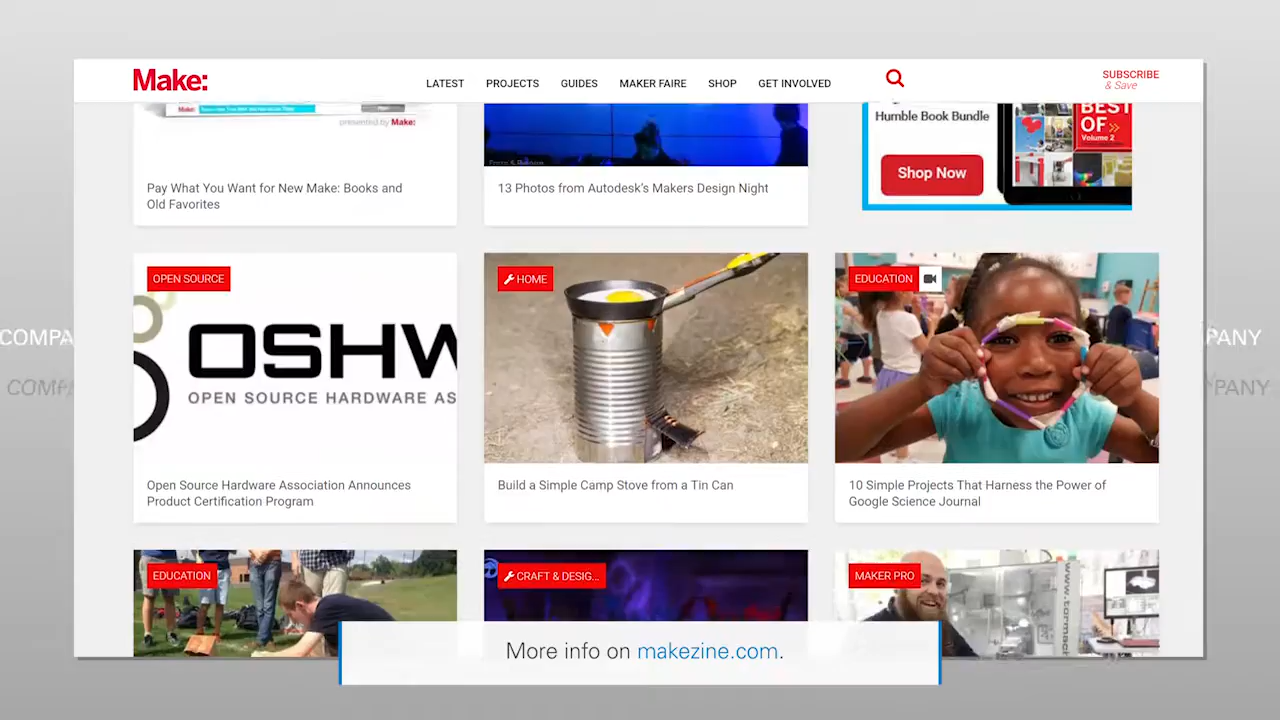 Make:
LATEST PROJECTS GUIDES MAKER FAIRE SHOP GET INVOLVED
SUBSCRIBE
& Save
presented by Make:
Pay What You Want for New Make: Books and
Old Favorites
13 Photos from Autodesk's Makers Design Night
Humble Book Bundle
Shop Now
BEST
OF
Volume 2
OPEN SOURCE
OSHW
OPEN SOURCE HARDWARE AS
Open Source Hardware Association Announces
Product Certification Program
HOME
Build a Simple Camp Stove from a Tin Can
EDUCATION
10 Simple Projects That Harness the Power of
Google Science Journal
COMPA
COMPA
PANY
PANY
EDUCATION
CRAFT & DESIG...
MAKER PRO
www.tormach
More info on makezine.com.